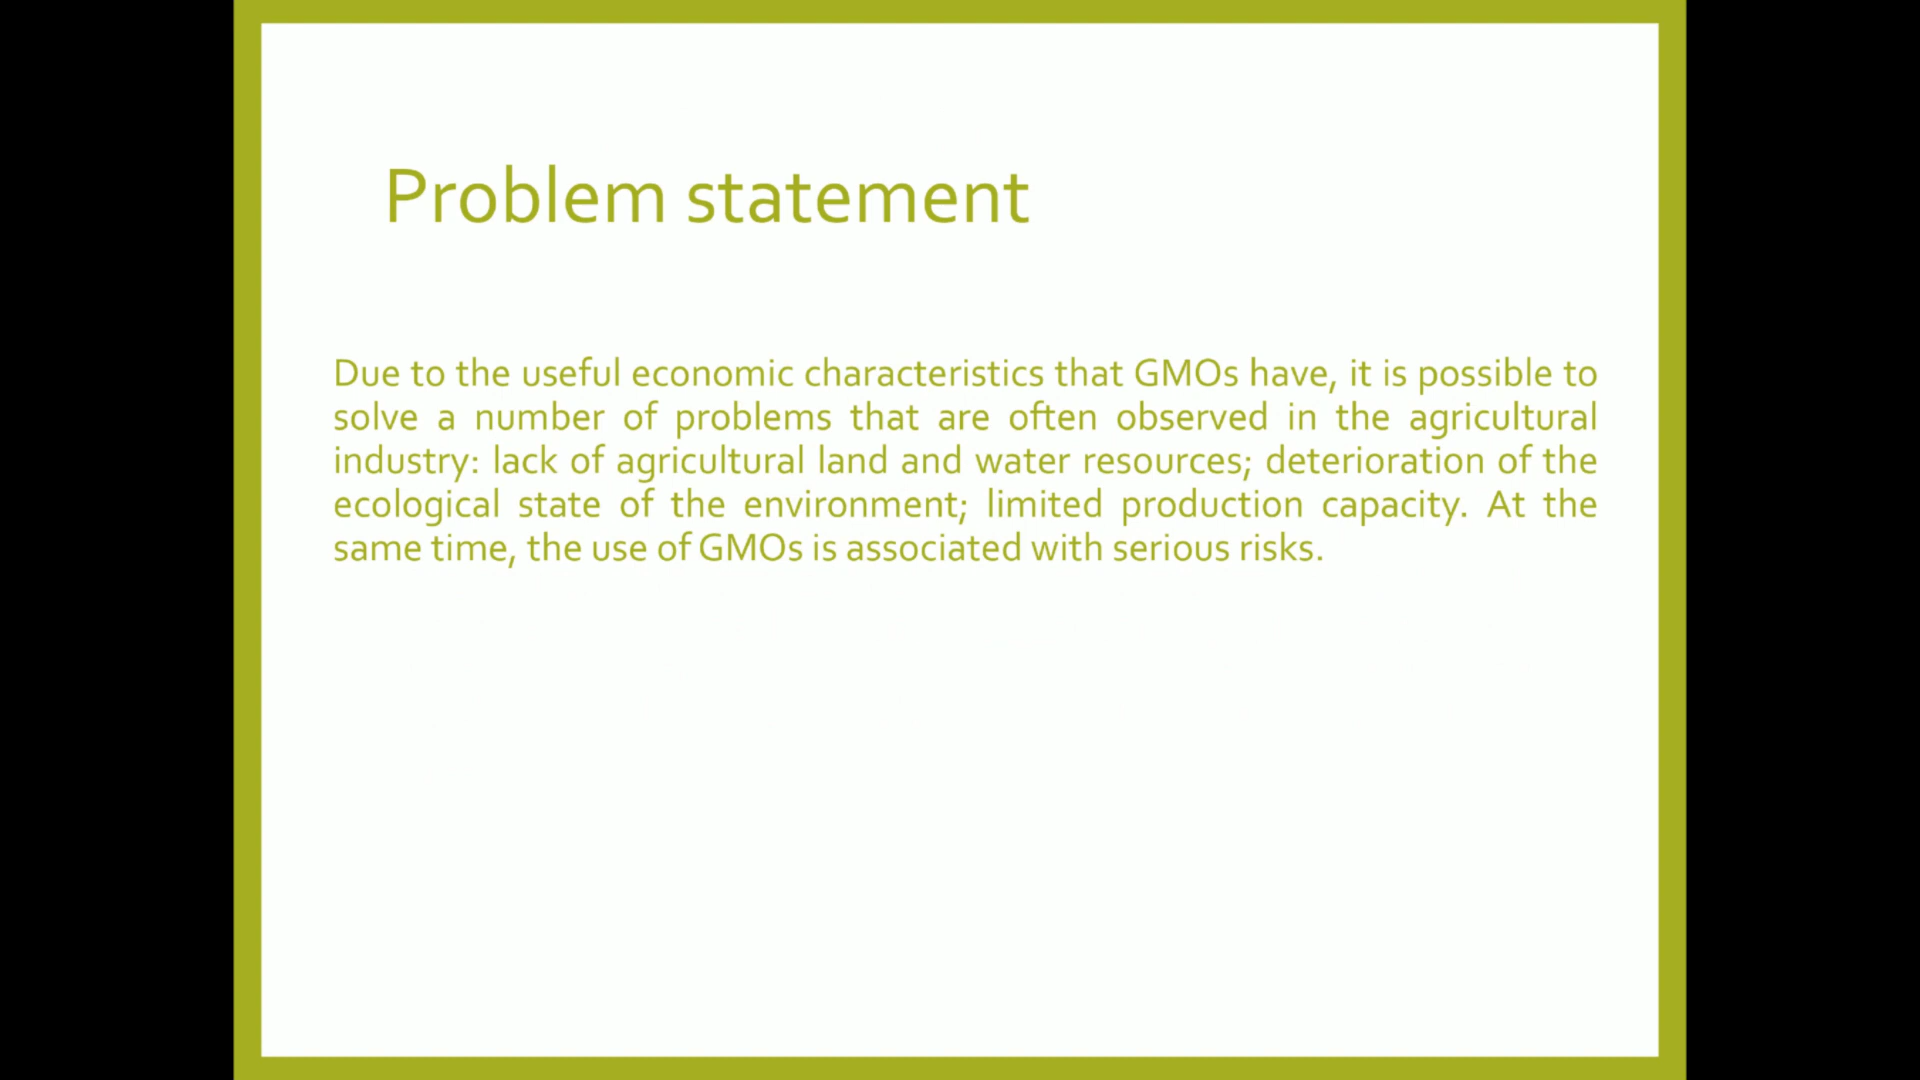 Problem statement
Due to the useful economic characteristics that GMOs have, it is possible to
solve a number of problems that are often observed in the agricultural
industry: lack of agricultural land and water resources; deterioration of the
ecological state of the environment; limited production capacity. At the
same time, the use of GMOs is associated with serious risks.